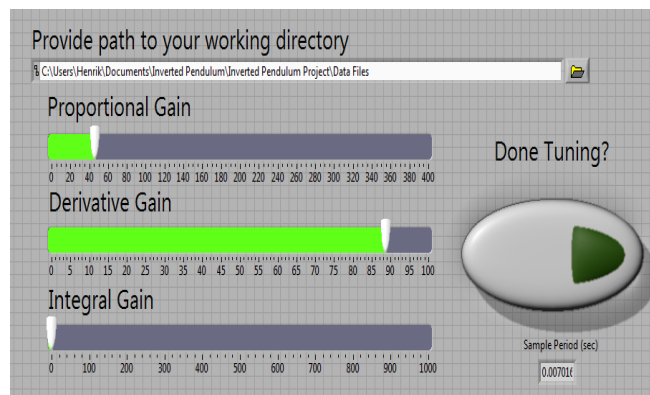 Provide path to your working directory
C:\Users\Henrik\Documents\Inverted Pendulum\Inverted Pendulum Project\Data Files
Proportional Gain
0 20 40 60 80 100 120 140 160 180 200 220 240 260 280 300 320 340 360 380 400
Done Tuning?
Derivative Gain
0 5 10 15 20 25 30 35 40 45 50 55 60 65 70 75 80 85 90 95 100
Integral Gain
0 100 200 300 400 500 600 700 800 900 1000
Sample Period (sec)
0.007016